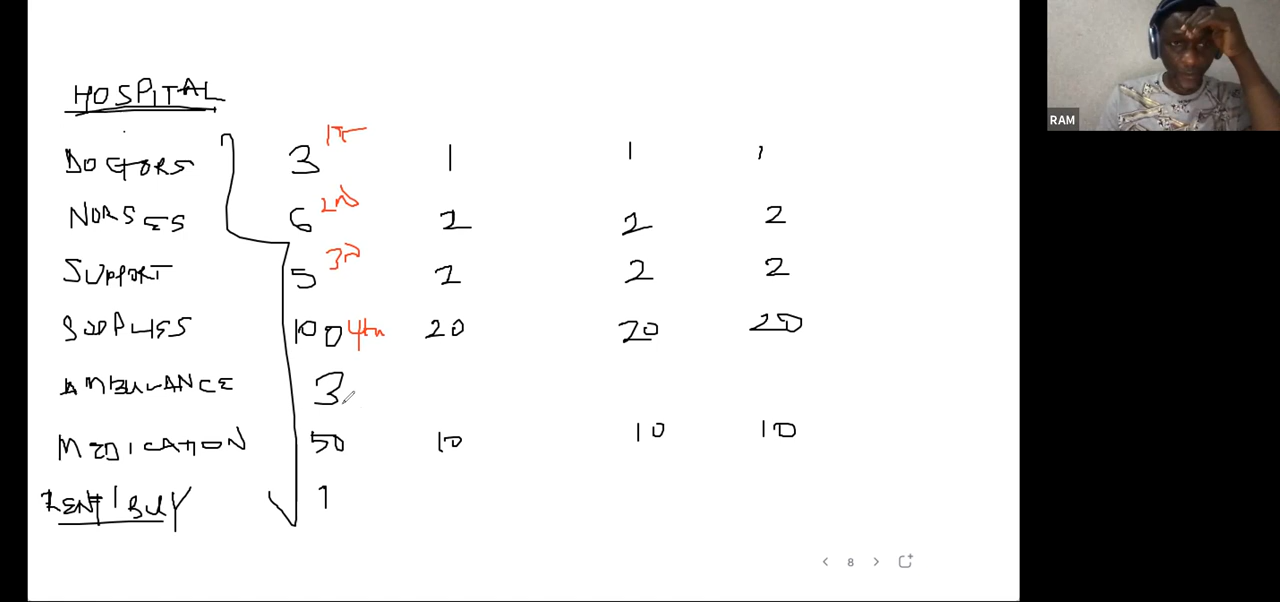 HOSPITAL
DOCTORS 3 1st 1 1 1
NURSES 6 2nd 2 2 2
SUPPORT 5 3rd 2 2 2
SUPPLIES 100 4th 20 20 20
AMBULANCE 3
MEDICATION 50 10 10 10
RENT/BUY 1
8
RAM